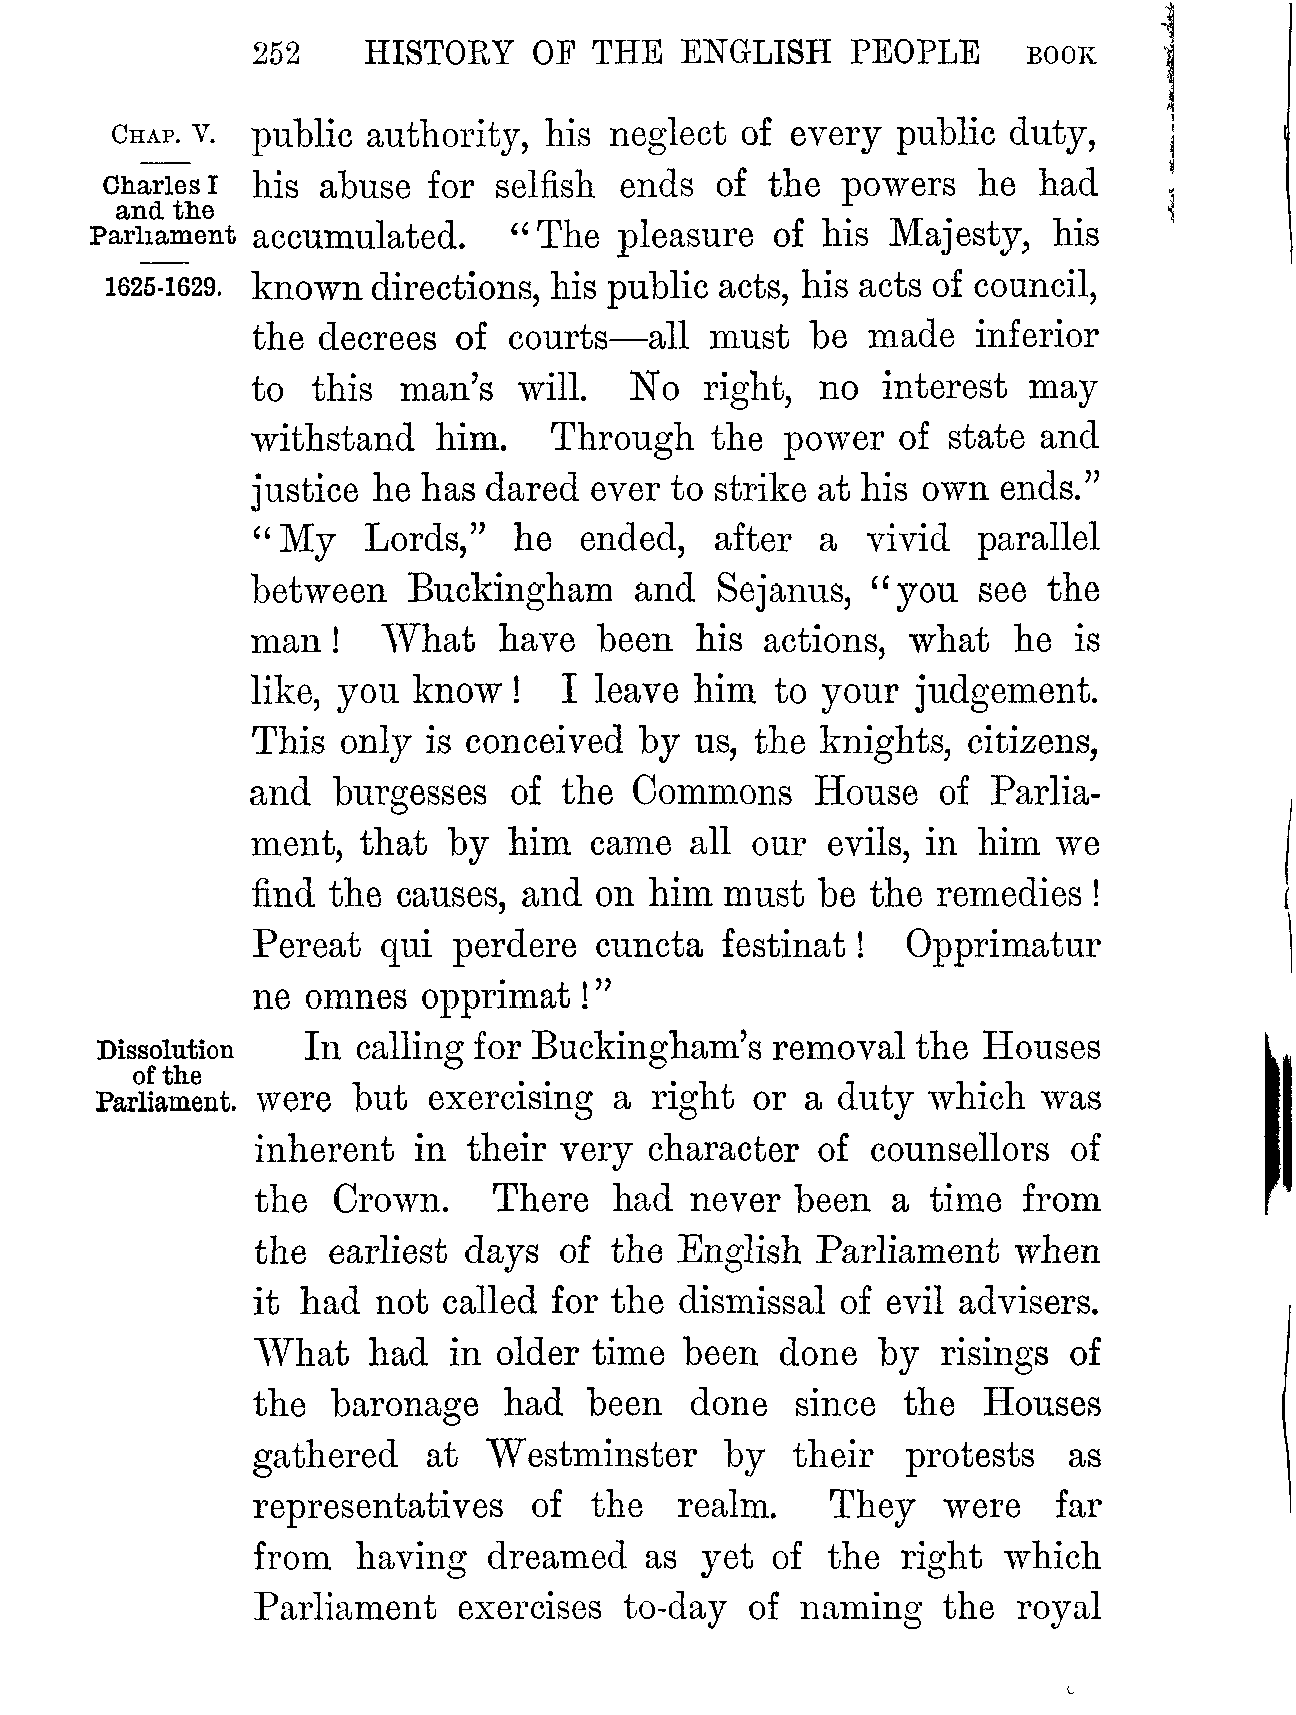 252 HISTORY OF THE ENGLISH PEOPLE BOOK
CHAP. V.
Charles I
and the
Parliament
1625-1629.
public authority, his neglect of every public duty,
his abuse for selfish ends of the powers he had
accumulated. "The pleasure of his Majesty, his
known directions, his public acts, his acts of council,
the decrees of courts—all must be made inferior
to this man's will. No right, no interest may
withstand him. Through the power of state and
justice he has dared ever to strike at his own ends."
"My Lords," he ended, after a vivid parallel
between Buckingham and Sejanus, "you see the
man! What have been his actions, what he is
like, you know! I leave him to your judgement.
This only is conceived by us, the knights, citizens,
and burgesses of the Commons House of Parlia-
ment, that by him came all our evils, in him we
find the causes, and on him must be the remedies!
Pereat qui perdere cuncta festinat! Opprimatur
ne omnes opprimat!"
Dissolution
of the
Parliament.
In calling for Buckingham's removal the Houses
were but exercising a right or a duty which was
inherent in their very character of counsellors of
the Crown. There had never been a time from
the earliest days of the English Parliament when
it had not called for the dismissal of evil advisers.
What had in older time been done by risings of
the baronage had been done since the Houses
gathered at Westminster by their protests as
representatives of the realm. They were far
from having dreamed as yet of the right which
Parliament exercises to-day of naming the royal